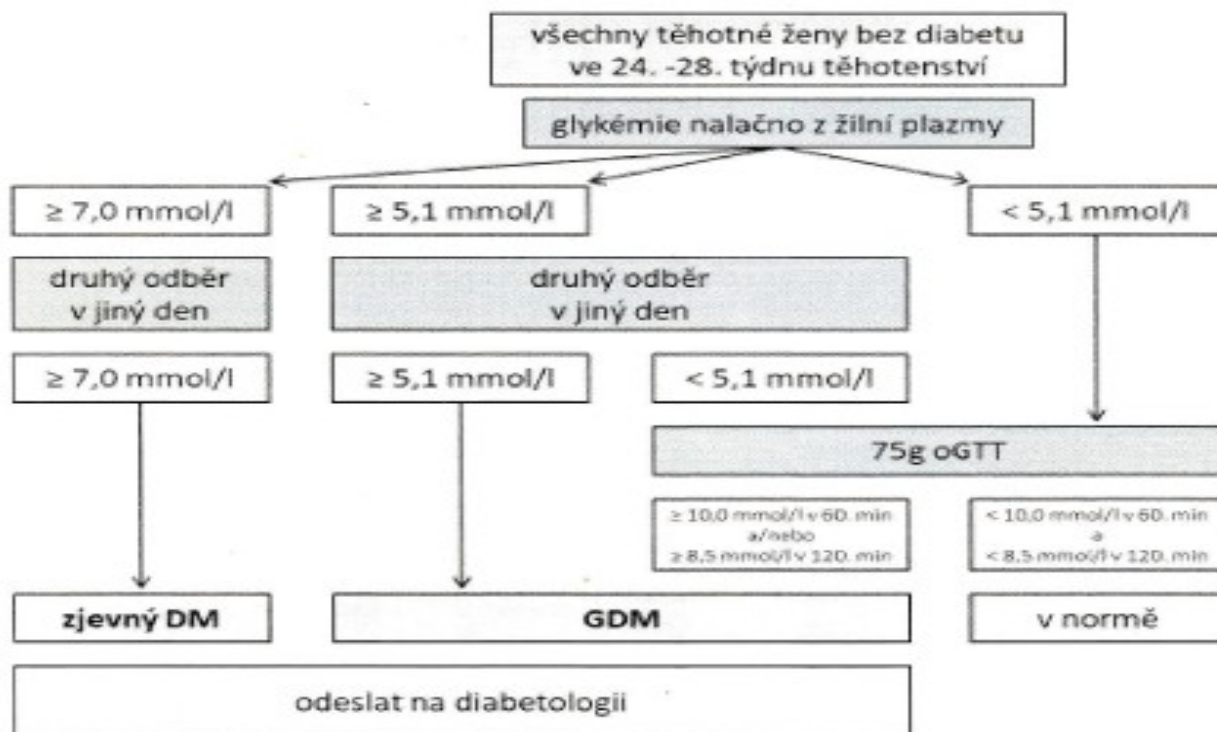 všechny těhotné ženy bez diabetu
ve 24. -28. týdnu těhotenství
glykémie nalačno z žilní plazmy
≥ 7,0 mmol/l
≥ 5,1 mmol/l
< 5,1 mmol/l
druhý odběr
v jiný den
druhý odběr
v jiný den
≥ 7,0 mmol/l
≥ 5,1 mmol/l
< 5,1 mmol/l
75g oGTT
≥ 10,0 mmol/l v 60. min
a/nebo
≥ 8,5 mmol/l v 120. min
< 10,0 mmol/l v 60. min
a
< 8,5 mmol/l v 120. min
zjevný DM
GDM
v normě
odeslat na diabetologii